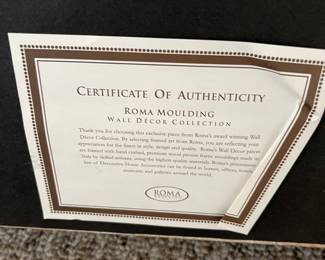 CERTIFICATE OF AUTHENTICITY
ROMA MOULDING
WALL DECOR COLLECTION
Thank you for choosing this exclusive piece from Roma's award winning Wall
Decor Collection. By selecting framed art from Roma, you are reflecting your
appreciation for the finest in style, design and quality. Roma's Wall Decor pieces
are framed with hand crafted, premium wood picture frame mouldings made in
Italy by skilled artisans, using the highest quality materials. Roma's
line of Decorative Home Accessories can be found in homes, offices, hotels,
museums and galleries around the world.
ROMA